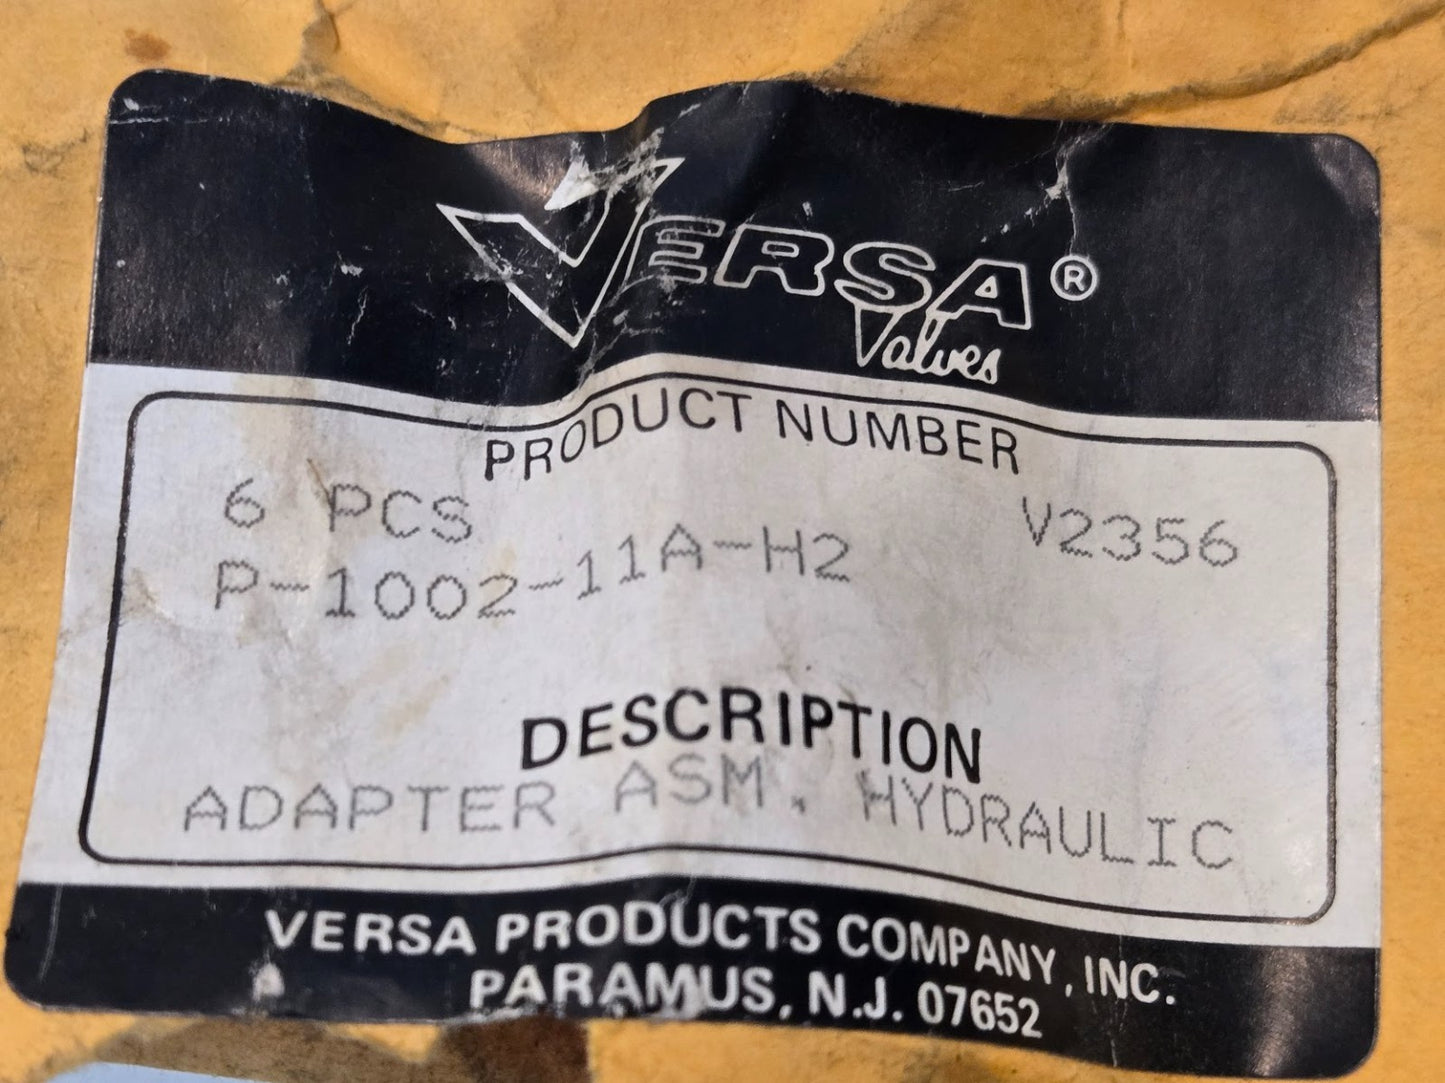 VERSA®
Valves
PRODUCT NUMBER
6 PCS V2356
P-1002-11A-H2
DESCRIPTION
ADAPTER ASM. HYDRAULIC
VERSA PRODUCTS COMPANY, INC.
PARAMUS, N.J. 07652